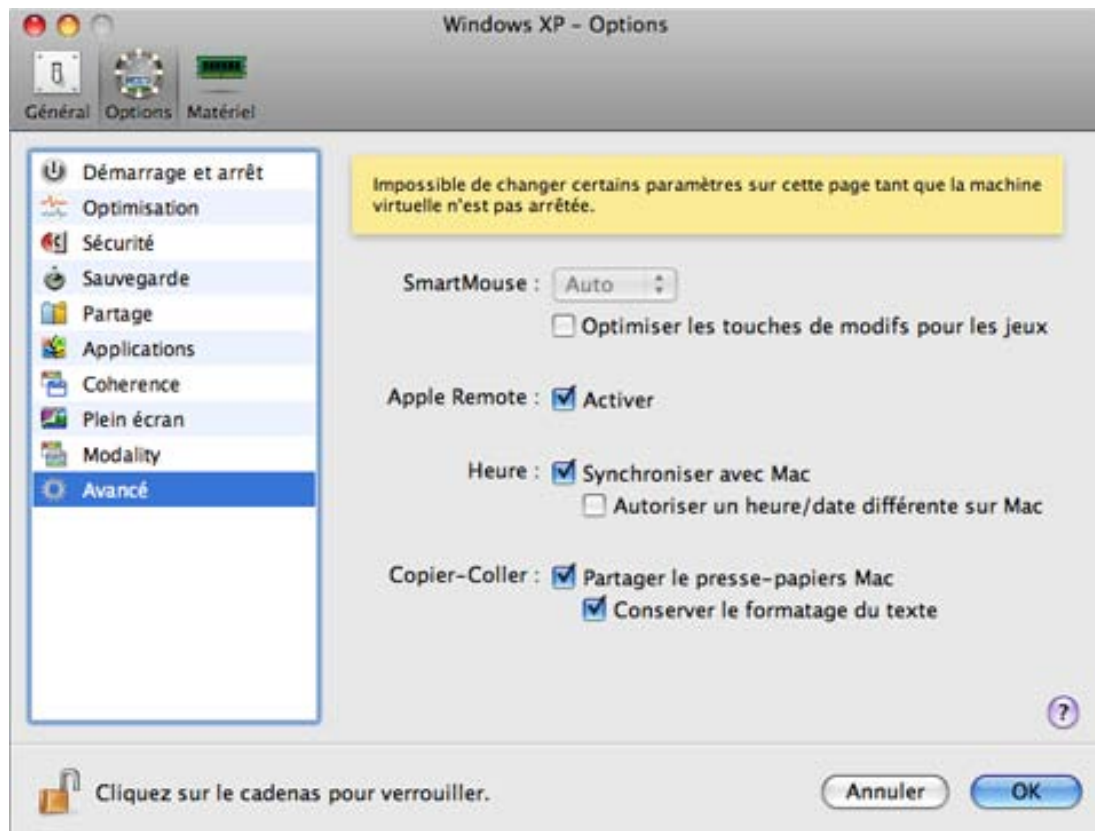 Windows XP – Options
Général Options Matériel
Démarrage et arrêt
Optimisation
Sécurité
Sauvegarde
Partage
Applications
Coherence
Plein écran
Modality
Avancé
Impossible de changer certains paramètres sur cette page tant que la machine
virtuelle n'est pas arrêtée.
SmartMouse : Auto
Optimiser les touches de modifs pour les jeux
Apple Remote : Activer
Heure : Synchroniser avec Mac
Autoriser un heure/date différente sur Mac
Copier-Coller : Partager le presse-papiers Mac
Conserver le formatage du texte
?
Cliquez sur le cadenas pour verrouiller.
Annuler OK